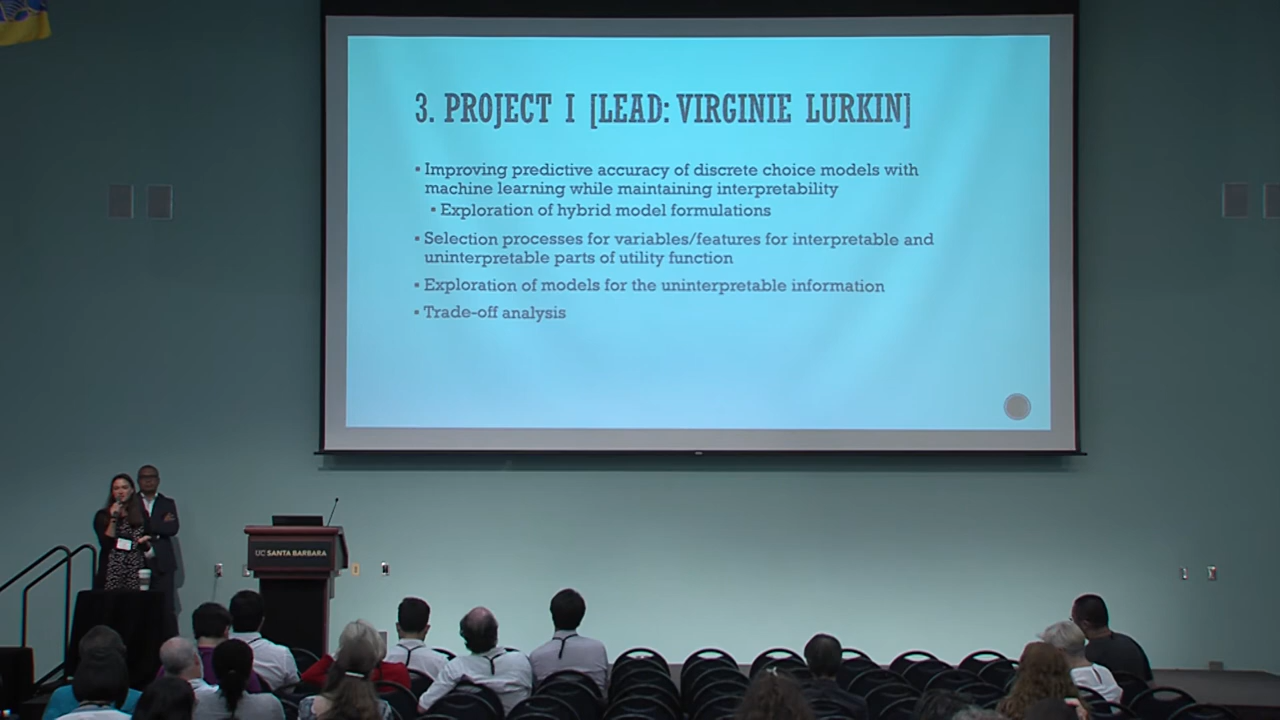 3. PROJECT I [LEAD: VIRGINIE LURKIN]
▪ Improving predictive accuracy of discrete choice models with
machine learning while maintaining interpretability
▪ Exploration of hybrid model formulations
▪ Selection processes for variables/features for interpretable and
uninterpretable parts of utility function
▪ Exploration of models for the uninterpretable information
▪ Trade-off analysis
UC SANTA BARBARA